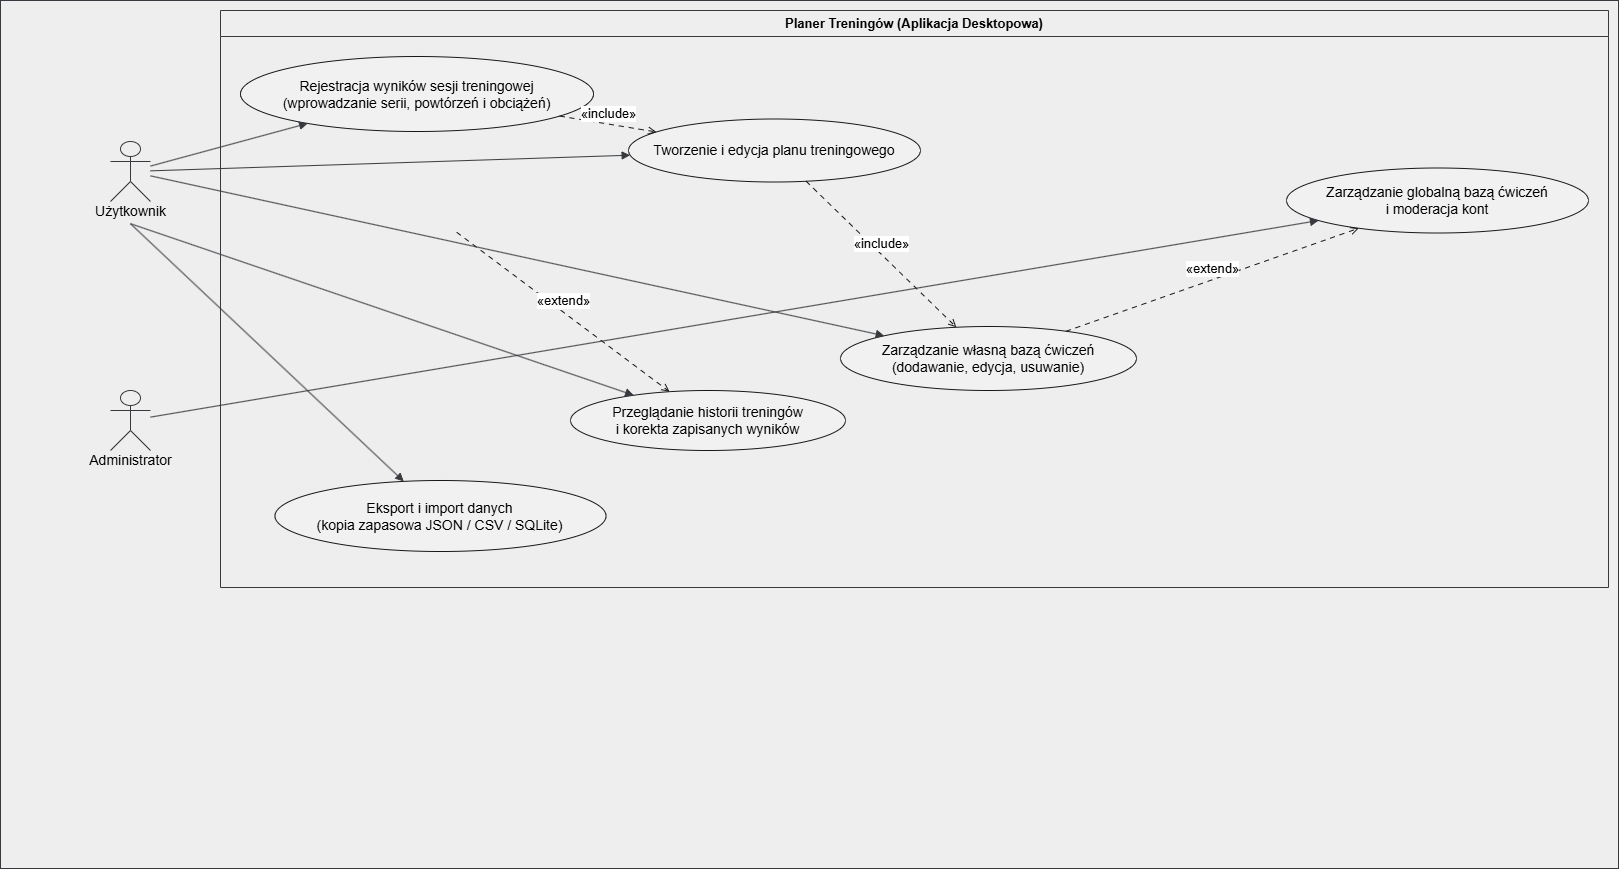 Planer Treningów (Aplikacja Desktopowa)
Rejestracja wyników sesji treningowej
(wprowadzanie serii, powtórzeń i obciążeń)
«include»
Tworzenie i edycja planu treningowego
Zarządzanie globalną bazą ćwiczeń
i moderacja kont
Użytkownik
«include»
«extend»
«extend»
Zarządzanie własną bazą ćwiczeń
(dodawanie, edycja, usuwanie)
Przeglądanie historii treningów
i korekta zapisanych wyników
Administrator
Eksport i import danych
(kopia zapasowa JSON / CSV / SQLite)